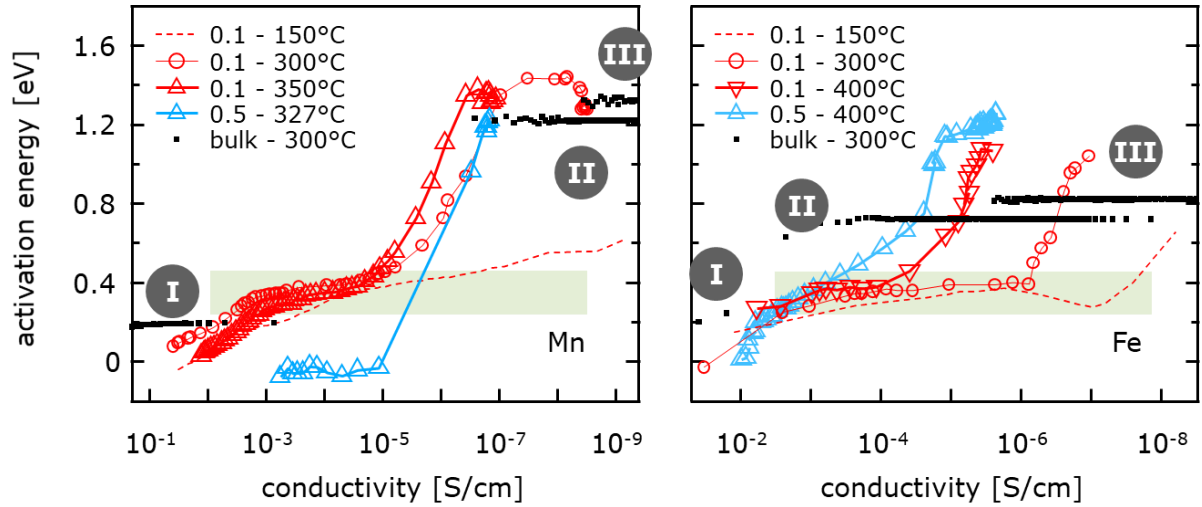 activation energy [eV]
1.6
1.2
0.8
0.4
0
0.1 - 150°C
0.1 - 300°C
0.1 - 350°C
0.5 - 327°C
bulk - 300°C
I
II
III
Mn
10-1
10-3
10-5
10-7
10-9
conductivity [S/cm]
0.1 - 150°C
0.1 - 300°C
0.1 - 400°C
0.5 - 400°C
bulk - 300°C
I
II
III
Fe
10-2
10-4
10-6
10-8
conductivity [S/cm]